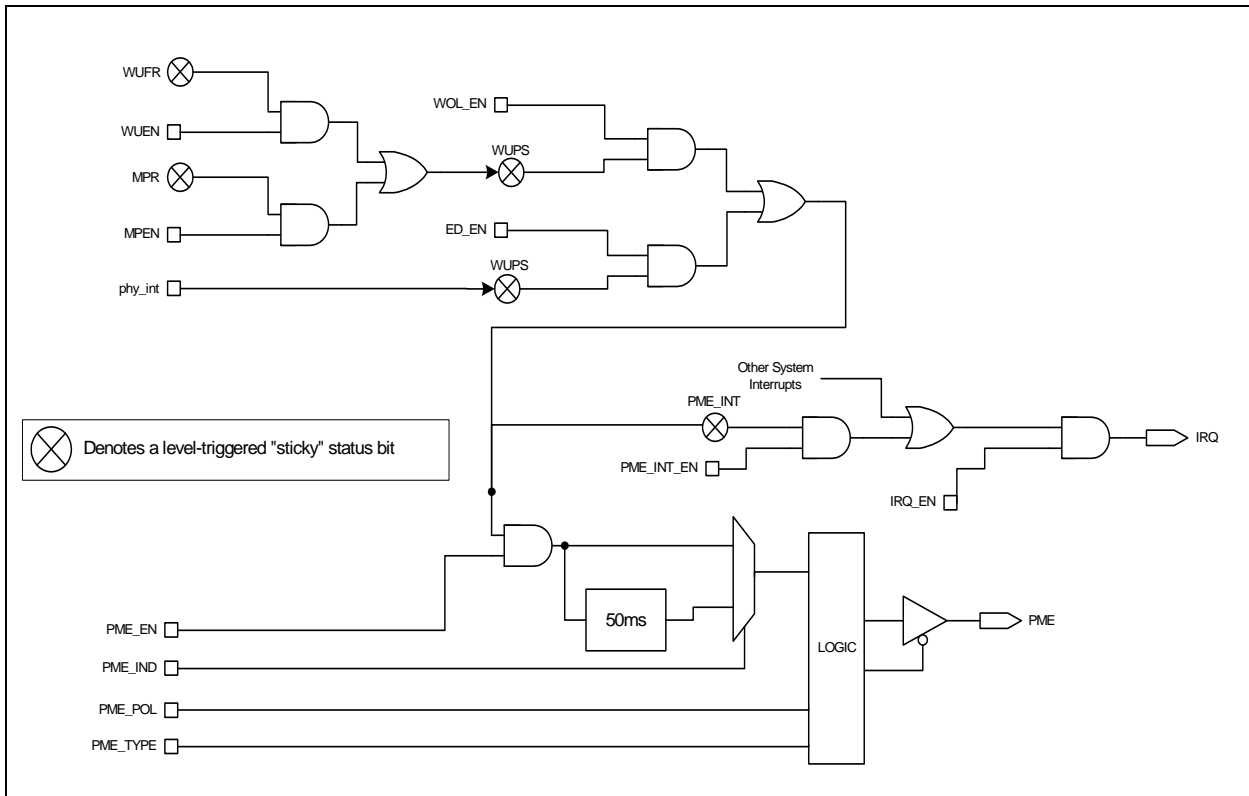 WUFR
WUEN
MPR
MPEN
phy_int
WOL_EN
WUPS
ED_EN
WUPS
Other System
Interrupts
PME_INT
PME_INT_EN
IRQ_EN
IRQ
Denotes a level-triggered "sticky" status bit
50ms
LOGIC
PME
PME_EN
PME_IND
PME_POL
PME_TYPE